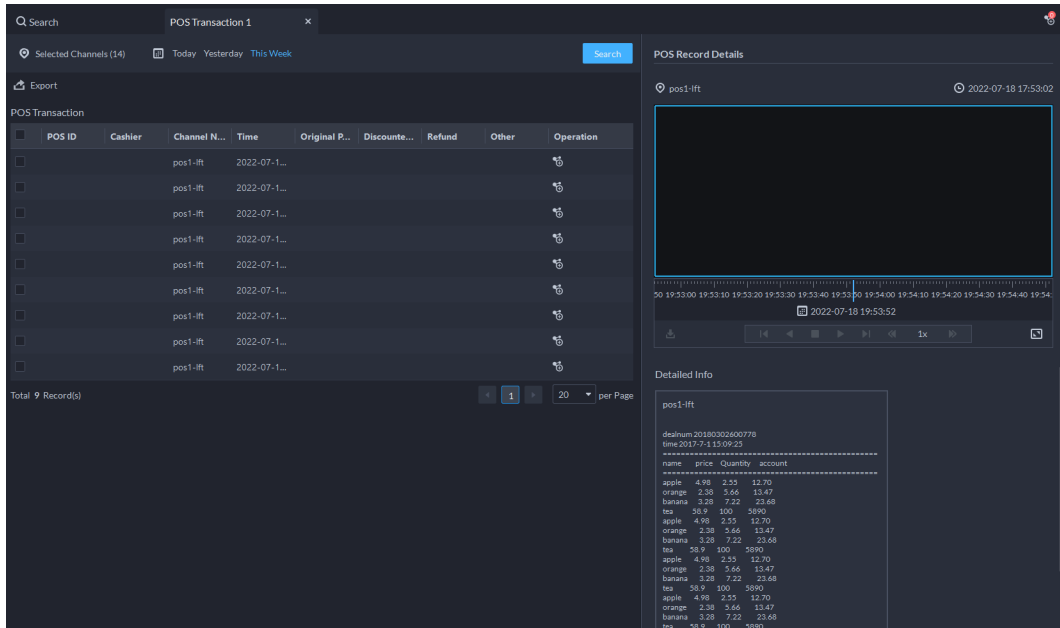 Search
POS Transaction 1 ×
Selected Channels (14) Today Yesterday This Week Search
Export
POS Transaction
POS ID Cashier Channel N... Time Original P... Discounte... Refund Other Operation
pos1-lft 2022-07-1...
pos1-lft 2022-07-1...
pos1-lft 2022-07-1...
pos1-lft 2022-07-1...
pos1-lft 2022-07-1...
pos1-lft 2022-07-1...
pos1-lft 2022-07-1...
pos1-lft 2022-07-1...
pos1-lft 2022-07-1...
Total 9 Record(s) 1 20 per Page
POS Record Details
pos1-lft 2022-07-18 17:53:02
50 19:53:00 19:53:10 19:53:20 19:53:30 19:53:40 19:53:50 19:54:00 19:54:10 19:54:20 19:54:30 19:54:40 19:54:
2022-07-18 19:53:52
1x
Detailed Info
pos1-lft
dealnum 20180302600778
time 2017-7-1 15:09:25
================================================
name price Quantity account
================================================
apple 4.98 2.55 12.70
orange 2.38 5.66 13.47
banana 3.28 7.22 23.68
tea 58.9 100 5890
apple 4.98 2.55 12.70
orange 2.38 5.66 13.47
banana 3.28 7.22 23.68
tea 58.9 100 5890
apple 4.98 2.55 12.70
orange 2.38 5.66 13.47
banana 3.28 7.22 23.68
tea 58.9 100 5890
apple 4.98 2.55 12.70
orange 2.38 5.66 13.47
banana 3.28 7.22 23.68
tea 58.9 100 5890